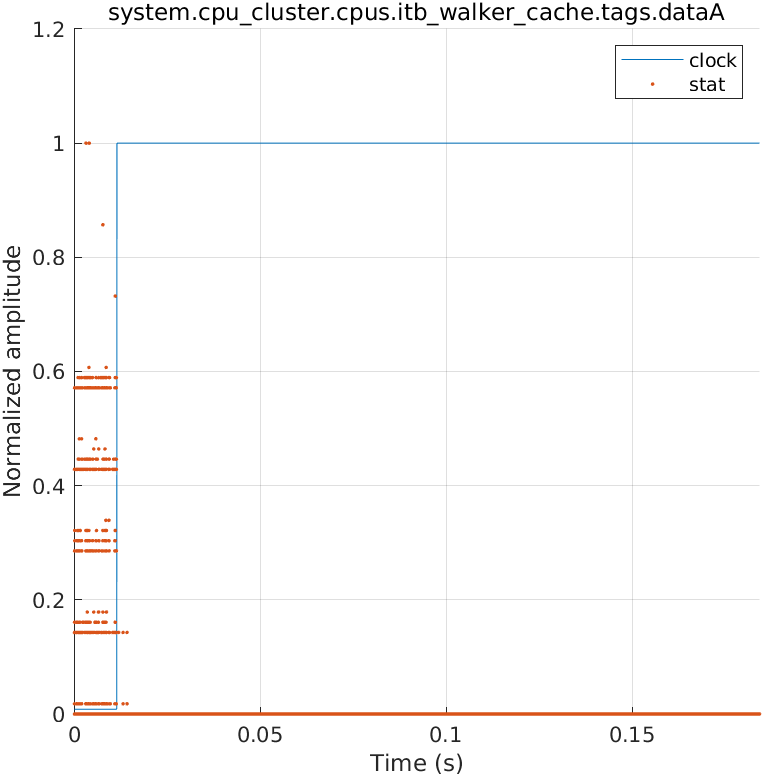 system.cpu_cluster.cpus.itb_walker_cache.tags.dataA
clock
stat
Normalized amplitude
1.2
1
0.8
0.6
0.4
0.2
0
0 0.05 0.1 0.15
Time (s)